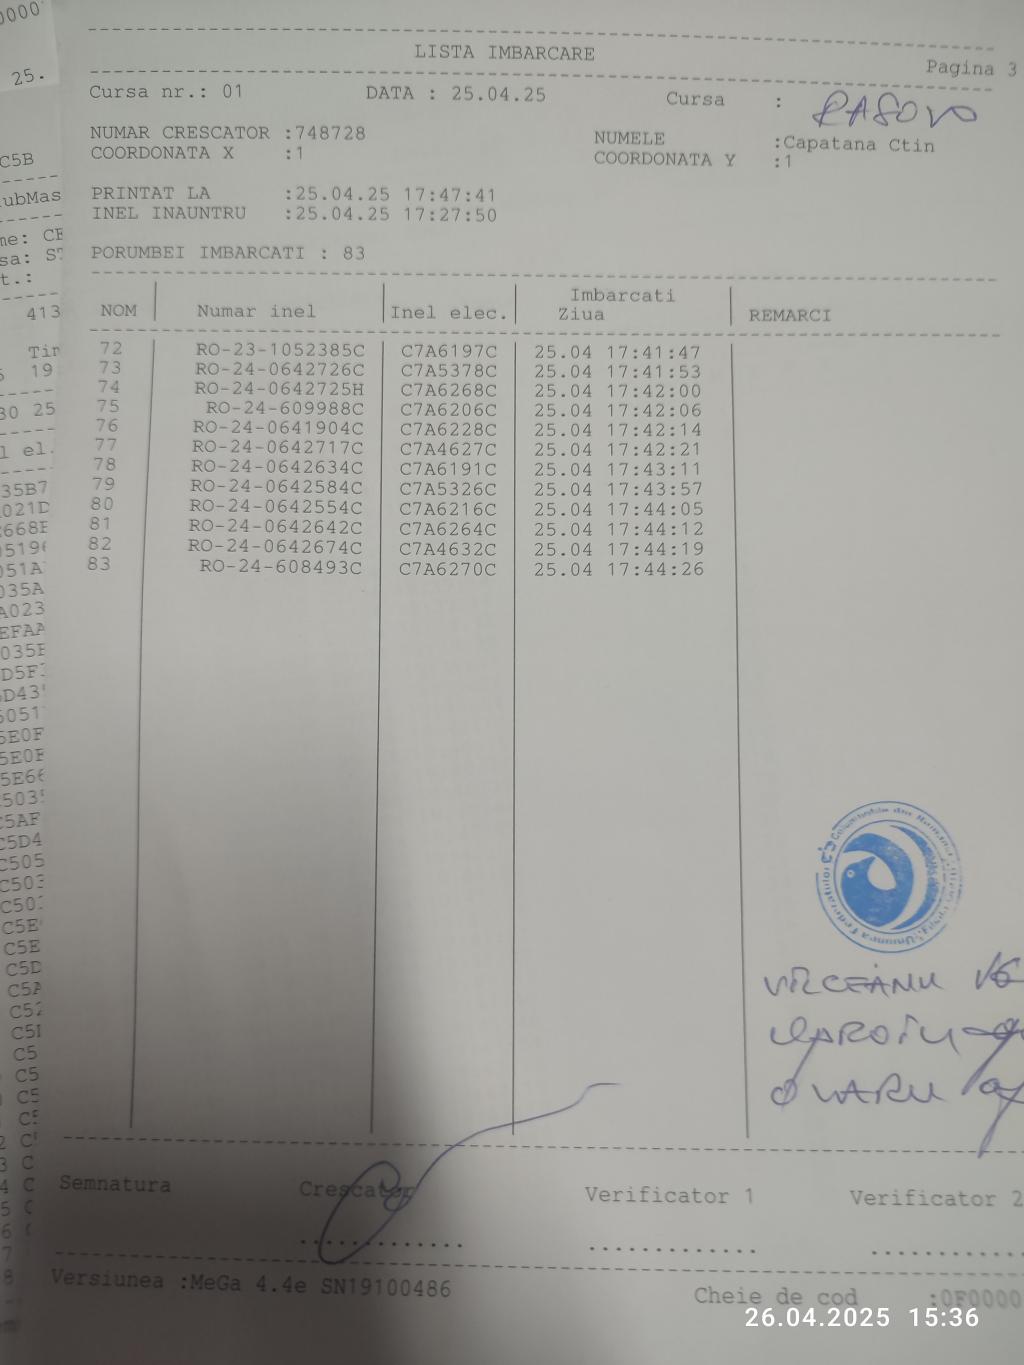 LISTA IMBARCARE
Pagina 3
Cursa nr.: 01 DATA : 25.04.25 Cursa : RASOVO
NUMAR CRESCATOR :748728 NUMELE :Capatana Ctin
COORDONATA X :1 COORDONATA Y :1
PRINTAT LA :25.04.25 17:47:41
INEL INAUNTRU :25.04.25 17:27:50
PORUMBEI IMBARCATI : 83
NOM Numar inel Inel elec. Imbarcati Ziua REMARCI
72 RO-23-1052385C C7A6197C 25.04 17:41:47
73 RO-24-0642726C C7A5378C 25.04 17:41:53
74 RO-24-0642725H C7A6268C 25.04 17:42:00
75 RO-24-609988C C7A6206C 25.04 17:42:06
76 RO-24-0641904C C7A6228C 25.04 17:42:14
77 RO-24-0642717C C7A4627C 25.04 17:42:21
78 RO-24-0642634C C7A6191C 25.04 17:43:11
79 RO-24-0642584C C7A5326C 25.04 17:43:57
80 RO-24-0642554C C7A6216C 25.04 17:44:05
81 RO-24-0642642C C7A6264C 25.04 17:44:12
82 RO-24-0642674C C7A4632C 25.04 17:44:19
83 RO-24-608493C C7A6270C 25.04 17:44:26
VÎLCEANU
Semnatura Crescator Verificator 1 Verificator 2
Versiunea :MeGa 4.4e SN19100486
Cheie de cod :0F0000
26.04.2025 15:36